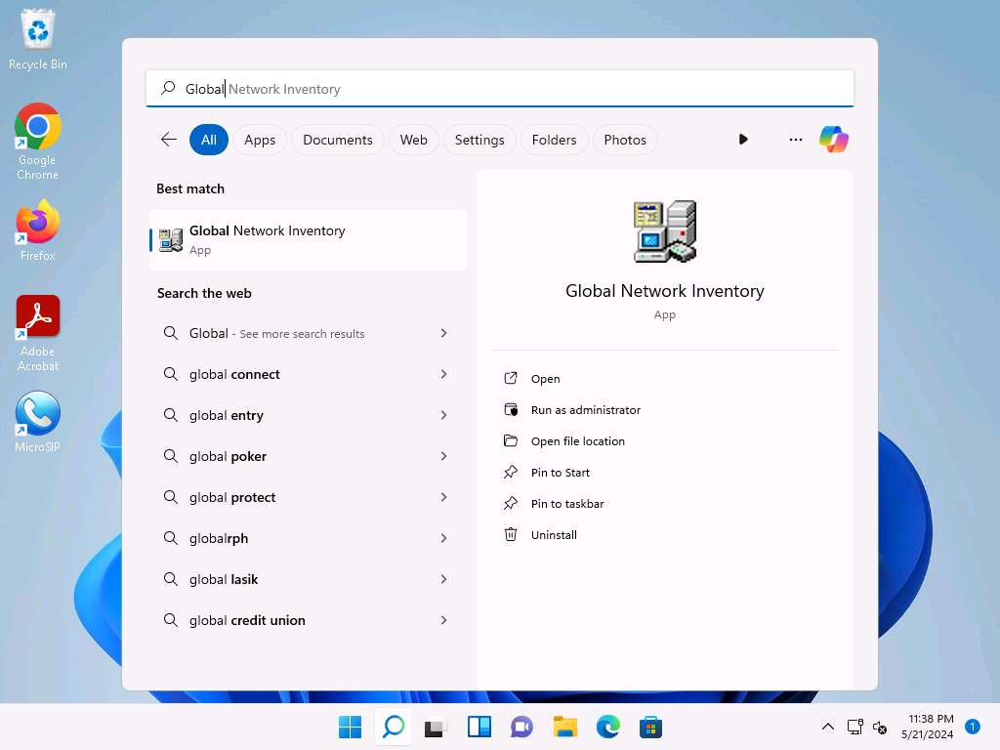 Recycle Bin
Google
Chrome
Firefox
Adobe
Acrobat
MicroSIP
Global Network Inventory
All
Apps
Documents
Web
Settings
Folders
Photos
Best match
Global Network Inventory
App
Search the web
Global - See more search results
global connect
global entry
global poker
global protect
globalrph
global lasik
global credit union
Global Network Inventory
App
Open
Run as administrator
Open file location
Pin to Start
Pin to taskbar
Uninstall
11:38 PM
5/21/2024
1